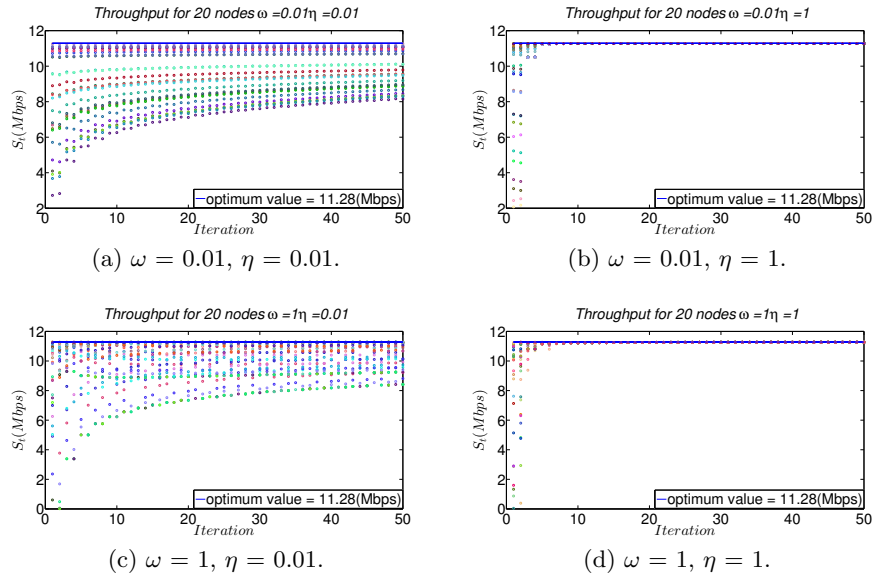 Throughput for 20 nodes ω =0.01η =0.01
12
10
8
6
4
2
S_t(Mbps)
0
10
20
30
40
50
Iteration
optimum value = 11.28(Mbps)
(a) ω = 0.01, η = 0.01.
Throughput for 20 nodes ω =0.01η =1
12
10
8
6
4
2
S_t(Mbps)
0
10
20
30
40
50
Iteration
optimum value = 11.28(Mbps)
(b) ω = 0.01, η = 1.
Throughput for 20 nodes ω =1η =0.01
12
10
8
6
4
2
0
S_t(Mbps)
0
10
20
30
40
50
Iteration
optimum value = 11.28(Mbps)
(c) ω = 1, η = 0.01.
Throughput for 20 nodes ω =1η =1
12
10
8
6
4
2
0
S_t(Mbps)
0
10
20
30
40
50
Iteration
optimum value = 11.28(Mbps)
(d) ω = 1, η = 1.